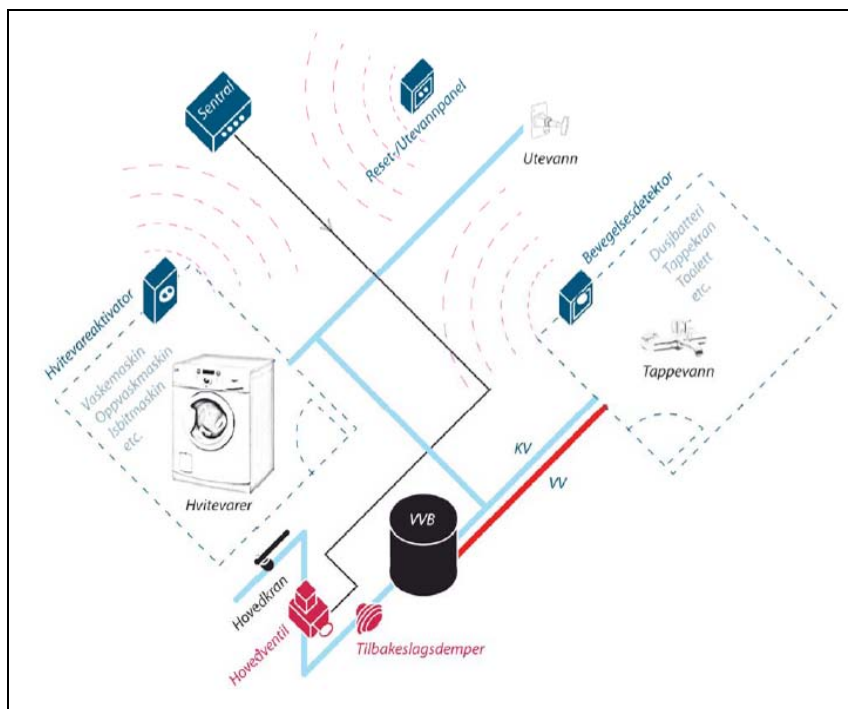 Sentral
Reset-/Utevannpanel
Utevann
Bevegelsesdetektor
Dusjbatteri
Tappekran
Toalett
etc.
Tappevann
Hvitevareaktivator
Vaskemaskin
Oppvaskmaskin
Isbitmaskin
etc.
Hvitevarer
KV
VV
VVB
Hovedkran
Hovedventil
Tilbakeslagsdemper